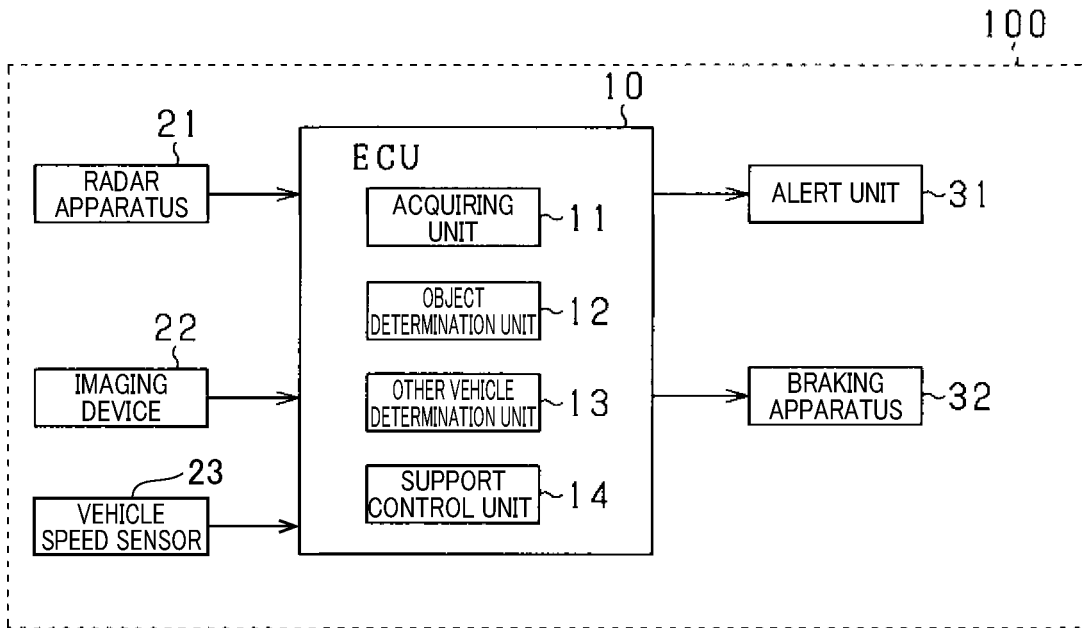 100
10
21
RADAR
APPARATUS
ECU
ACQUIRING
UNIT
11
ALERT UNIT
31
OBJECT
DETERMINATION UNIT
12
22
IMAGING
DEVICE
OTHER VEHICLE
DETERMINATION UNIT
13
BRAKING
APPARATUS
32
23
VEHICLE
SPEED SENSOR
SUPPORT
CONTROL UNIT
14